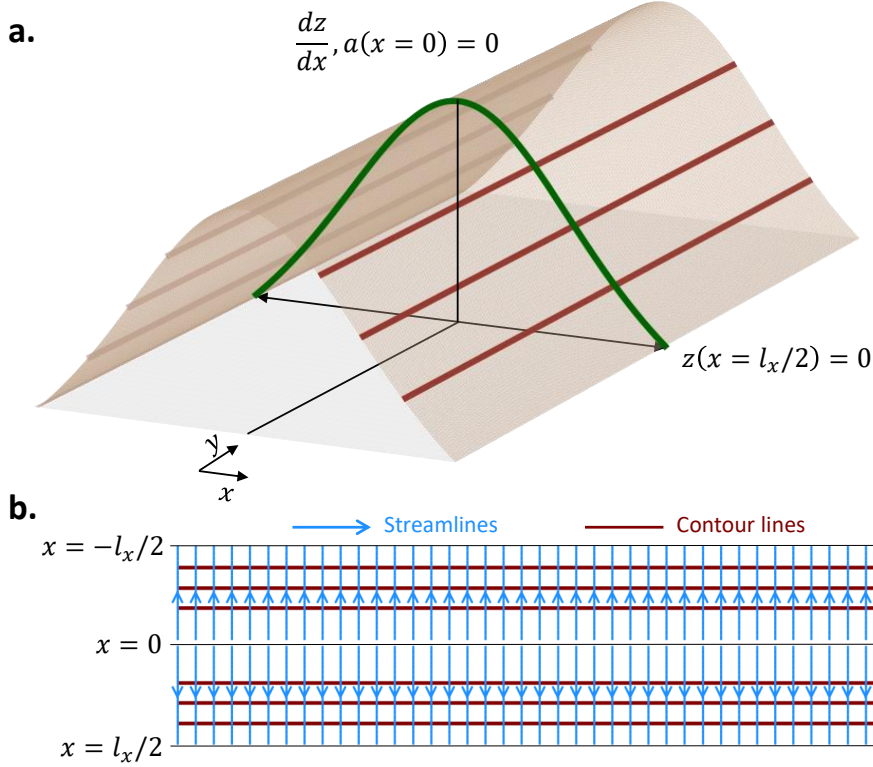 a.
dz/dx, a(x = 0) = 0
z(x = l_x/2) = 0
y
x
b.
Streamlines
Contour lines
x = −l_x/2
x = 0
x = l_x/2